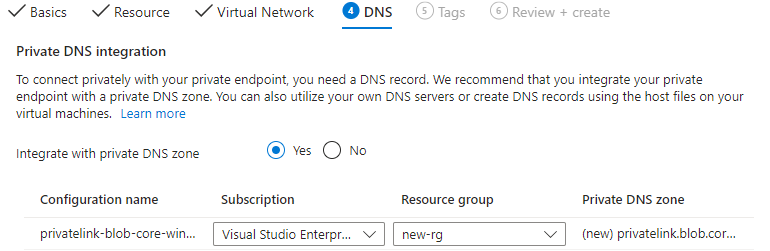 Basics Resource Virtual Network 4 DNS 5 Tags 6 Review + create
Private DNS integration
To connect privately with your private endpoint, you need a DNS record. We recommend that you integrate your private
endpoint with a private DNS zone. You can also utilize your own DNS servers or create DNS records using the host files on your
virtual machines. Learn more
Integrate with private DNS zone Yes No
Configuration name Subscription Resource group Private DNS zone
privatelink-blob-core-win... Visual Studio Enterpr... new-rg (new) privatelink.blob.cor...